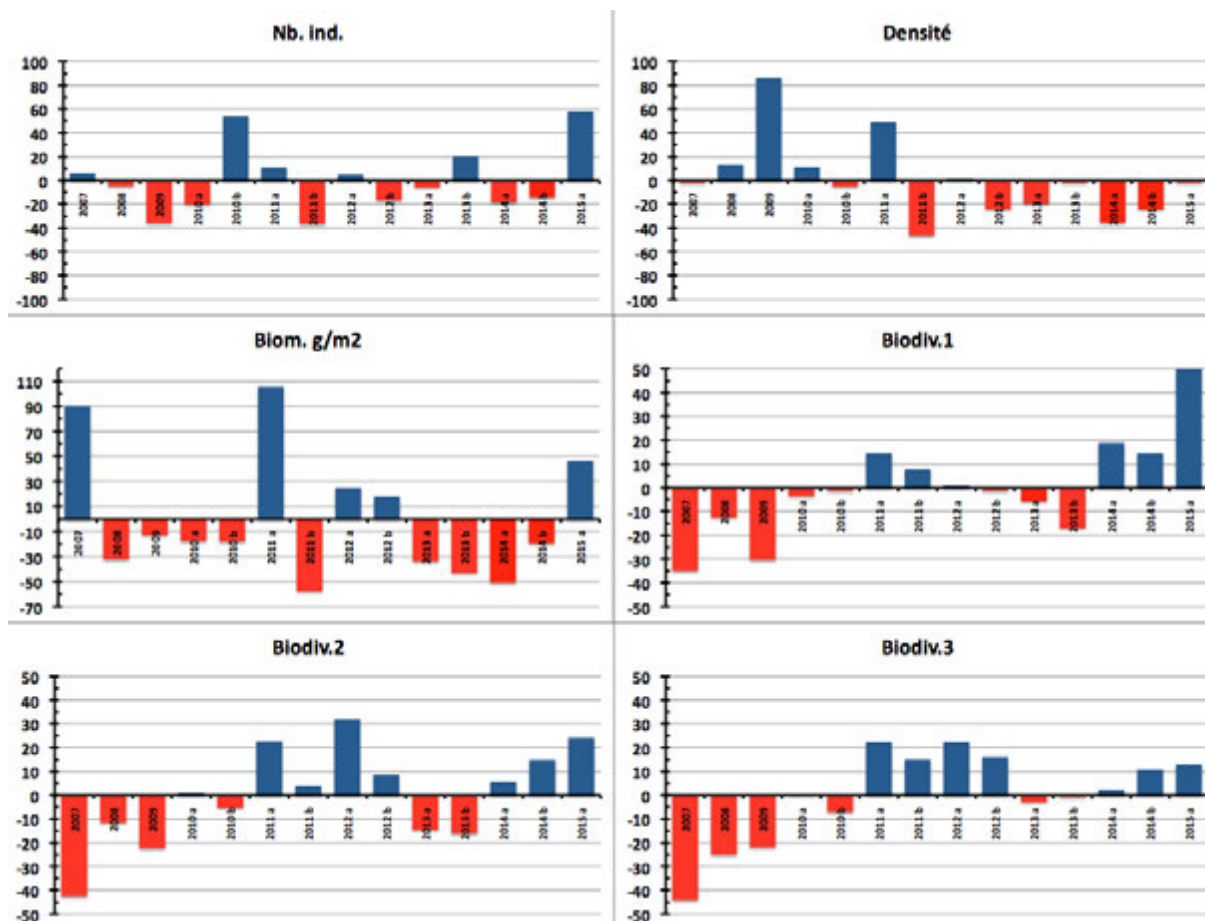 Nb. ind.
100
80
60
40
20
0
-20
-40
-60
-80
-100
2007
2008
2009
2010 a
2010 b
2011 a
2011 b
2012 a
2012 b
2013 a
2013 b
2014 a
2014 b
2015 a
Densité
100
80
60
40
20
0
-20
-40
-60
-80
-100
2007
2008
2009
2010 a
2010 b
2011 a
2011 b
2012 a
2012 b
2013 a
2013 b
2014 a
2014 b
2015 a
Biom. g/m2
110
90
70
50
30
10
-10
-30
-50
-70
2007
2008
2009
2010 a
2010 b
2011 a
2011 b
2012 a
2012 b
2013 a
2013 b
2014 a
2014 b
2015 a
Biodiv.1
50
40
30
20
10
0
-10
-20
-30
-40
-50
2007
2008
2009
2010 a
2010 b
2011 a
2011 b
2012 a
2012 b
2013 a
2013 b
2014 a
2014 b
2015 a
Biodiv.2
50
40
30
20
10
0
-10
-20
-30
-40
-50
2007
2008
2009
2010 a
2010 b
2011 a
2011 b
2012 a
2012 b
2013 a
2013 b
2014 a
2014 b
2015 a
Biodiv.3
50
40
30
20
10
0
-10
-20
-30
-40
-50
2007
2008
2009
2010 a
2010 b
2011 a
2011 b
2012 a
2012 b
2013 a
2013 b
2014 a
2014 b
2015 a